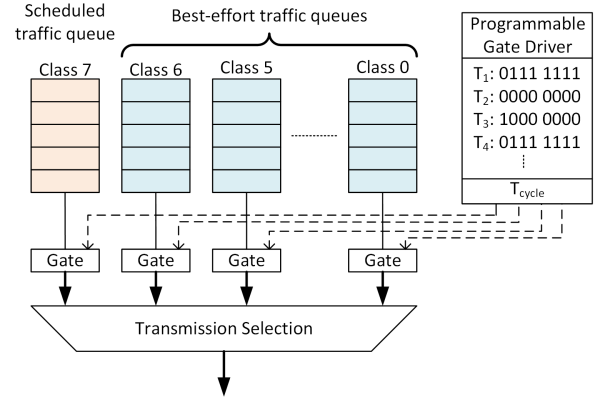 Scheduled
traffic queue
Best-effort traffic queues
Programmable
Gate Driver
Class 7
Class 6
Class 5
Class 0
T1: 0111 1111
T2: 0000 0000
T3: 1000 0000
T4: 0111 1111
Tcycle
Gate
Gate
Gate
Gate
Transmission Selection